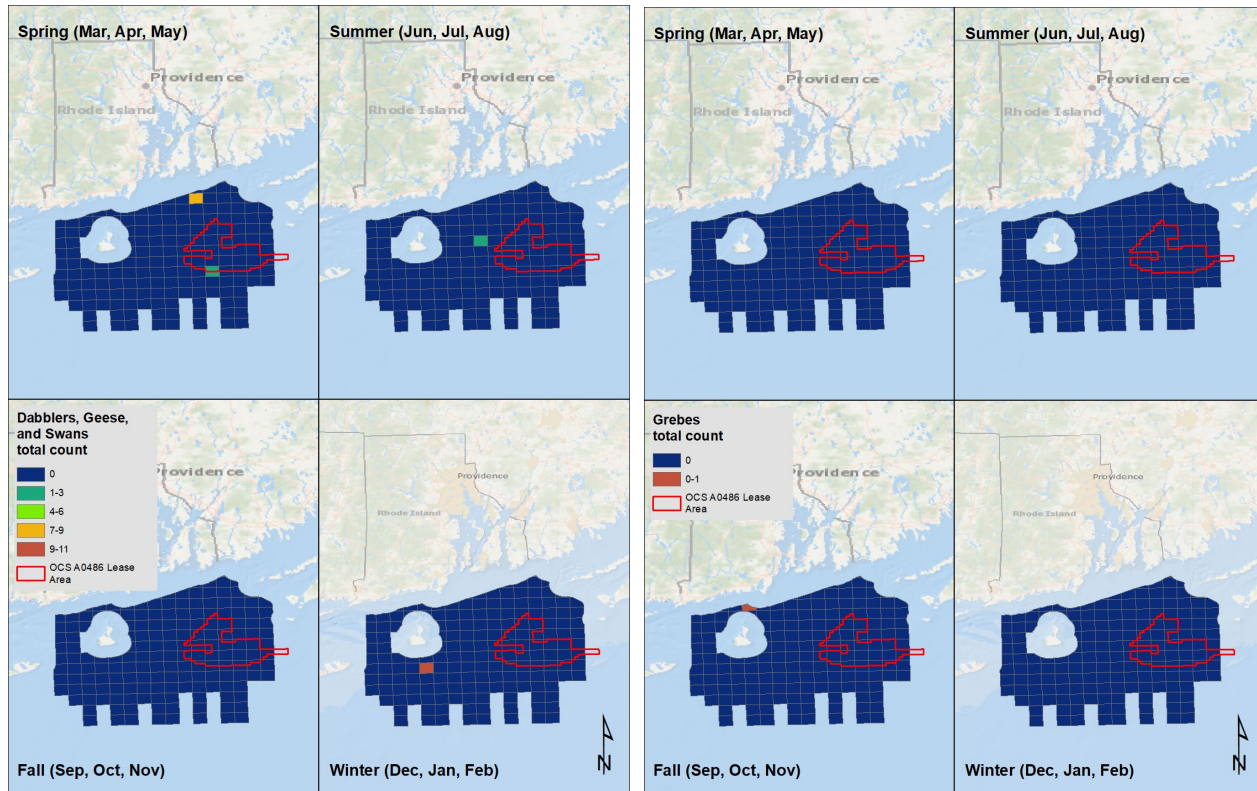 Spring (Mar, Apr, May)
Providence
Rhode Island
Summer (Jun, Jul, Aug)
Providence
Rhode Island
Dabblers, Geese,
and Swans
total count
0
1-3
4-6
7-9
9-11
OCS A0486 Lease
Area
Providence
Fall (Sep, Oct, Nov)
Providence
Rhode Island
Winter (Dec, Jan, Feb)
N
Spring (Mar, Apr, May)
Providence
Rhode Island
Summer (Jun, Jul, Aug)
Providence
Rhode Island
Grebes
total count
0
0-1
OCS A0486 Lease
Area
Providence
Fall (Sep, Oct, Nov)
Providence
Rhode Island
Winter (Dec, Jan, Feb)
N